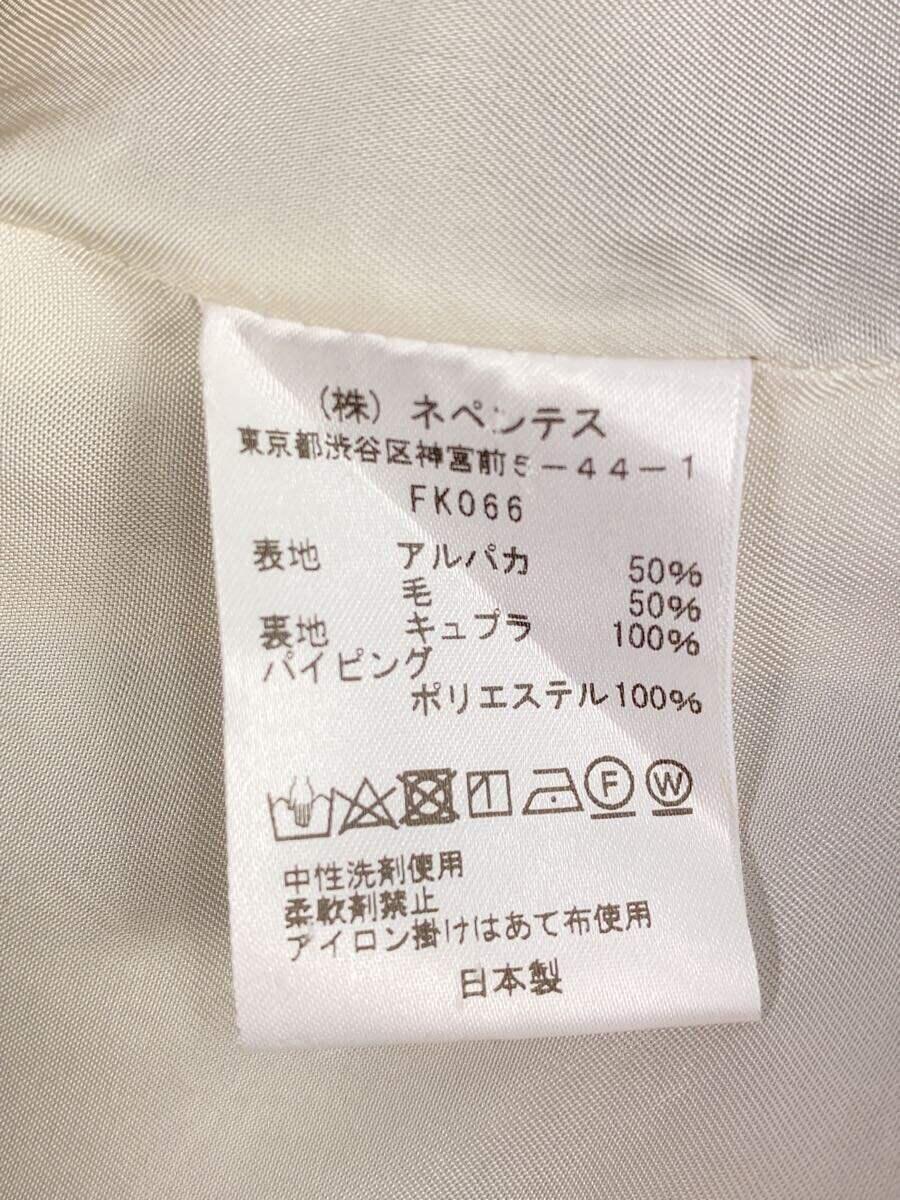 (株) ネペンテス
東京都渋谷区神宮前5-44-1
FK066
表地 アルパカ 50%
毛 50%
裏地 キュプラ 100%
パイピング
ポリエステル100%
F W
中性洗剤使用
柔軟剤禁止
アイロン掛けはあて布使用
日本製